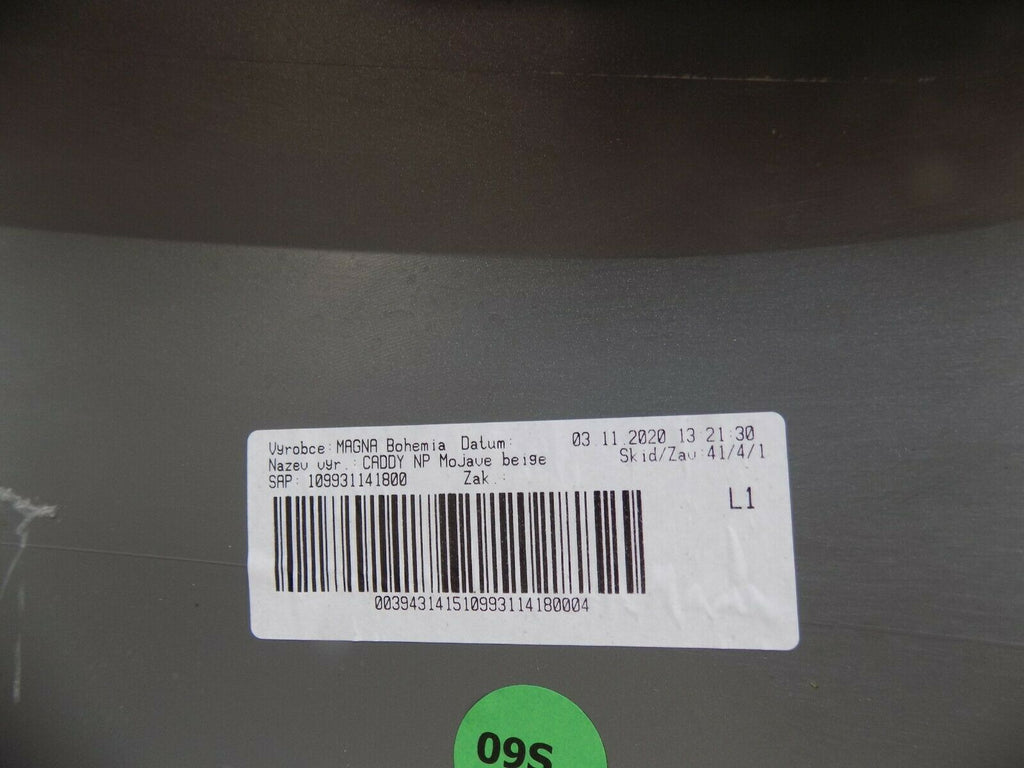 Vyrobce: MAGNA Bohemia Datum: 03.11.2020 13:21:30
Nazev vyr.: CADDY NP Mojave beige Skid/Zav:41/4/1
SAP: 109931141800 Zak.:
L1
003943141510993114180004
09S